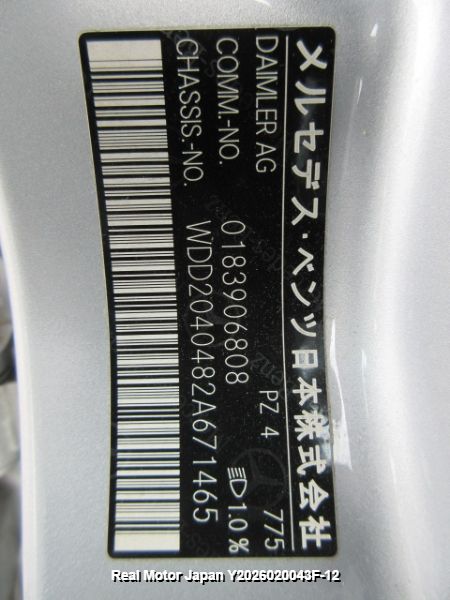 メルセデス・ベンツ日本株式会社
DAIMLER AG 775
COMM.-NO. 0183906808 PZ 4
CHASSIS.-NO. WDD2040482A671465 1.0 %
Real Motor Japan Y2026020043F-12